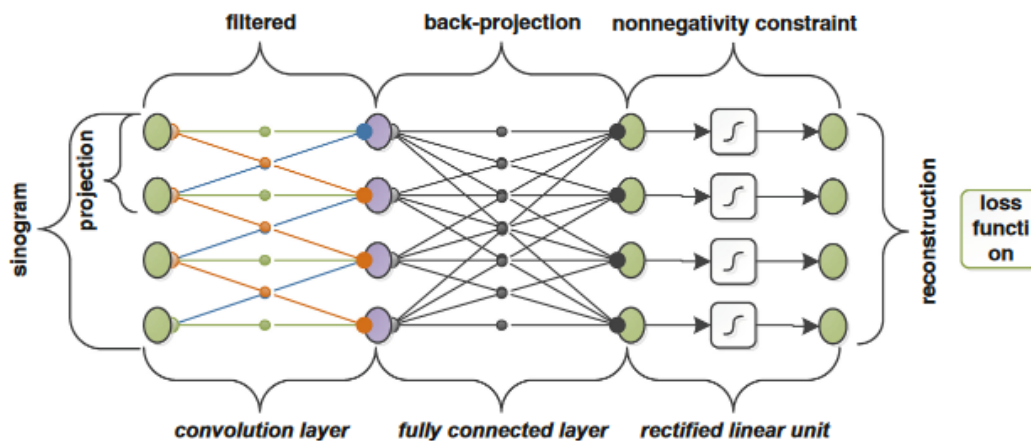 filtered
back-projection
nonnegativity constraint
sinogram
projection
reconstruction
loss
functi
on
convolution layer
fully connected layer
rectified linear unit